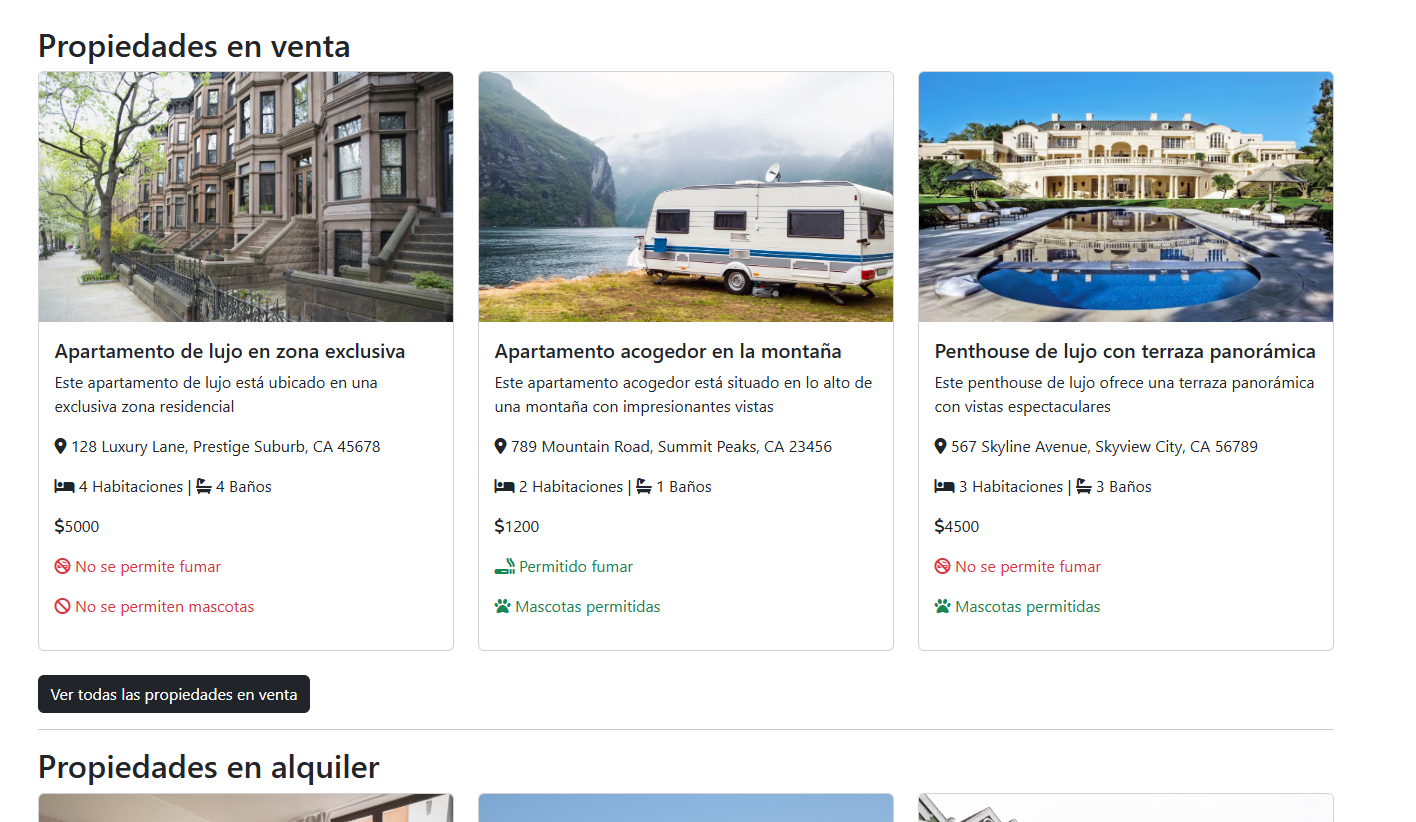 Propiedades en venta
Apartamento de lujo en zona exclusiva
Este apartamento de lujo está ubicado en una
exclusiva zona residencial
128 Luxury Lane, Prestige Suburb, CA 45678
4 Habitaciones | 4 Baños
$5000
No se permite fumar
No se permiten mascotas
Apartamento acogedor en la montaña
Este apartamento acogedor está situado en lo alto de
una montaña con impresionantes vistas
789 Mountain Road, Summit Peaks, CA 23456
2 Habitaciones | 1 Baños
$1200
Permitido fumar
Mascotas permitidas
Penthouse de lujo con terraza panorámica
Este penthouse de lujo ofrece una terraza panorámica
con vistas espectaculares
567 Skyline Avenue, Skyview City, CA 56789
3 Habitaciones | 3 Baños
$4500
No se permite fumar
Mascotas permitidas
Ver todas las propiedades en venta
Propiedades en alquiler